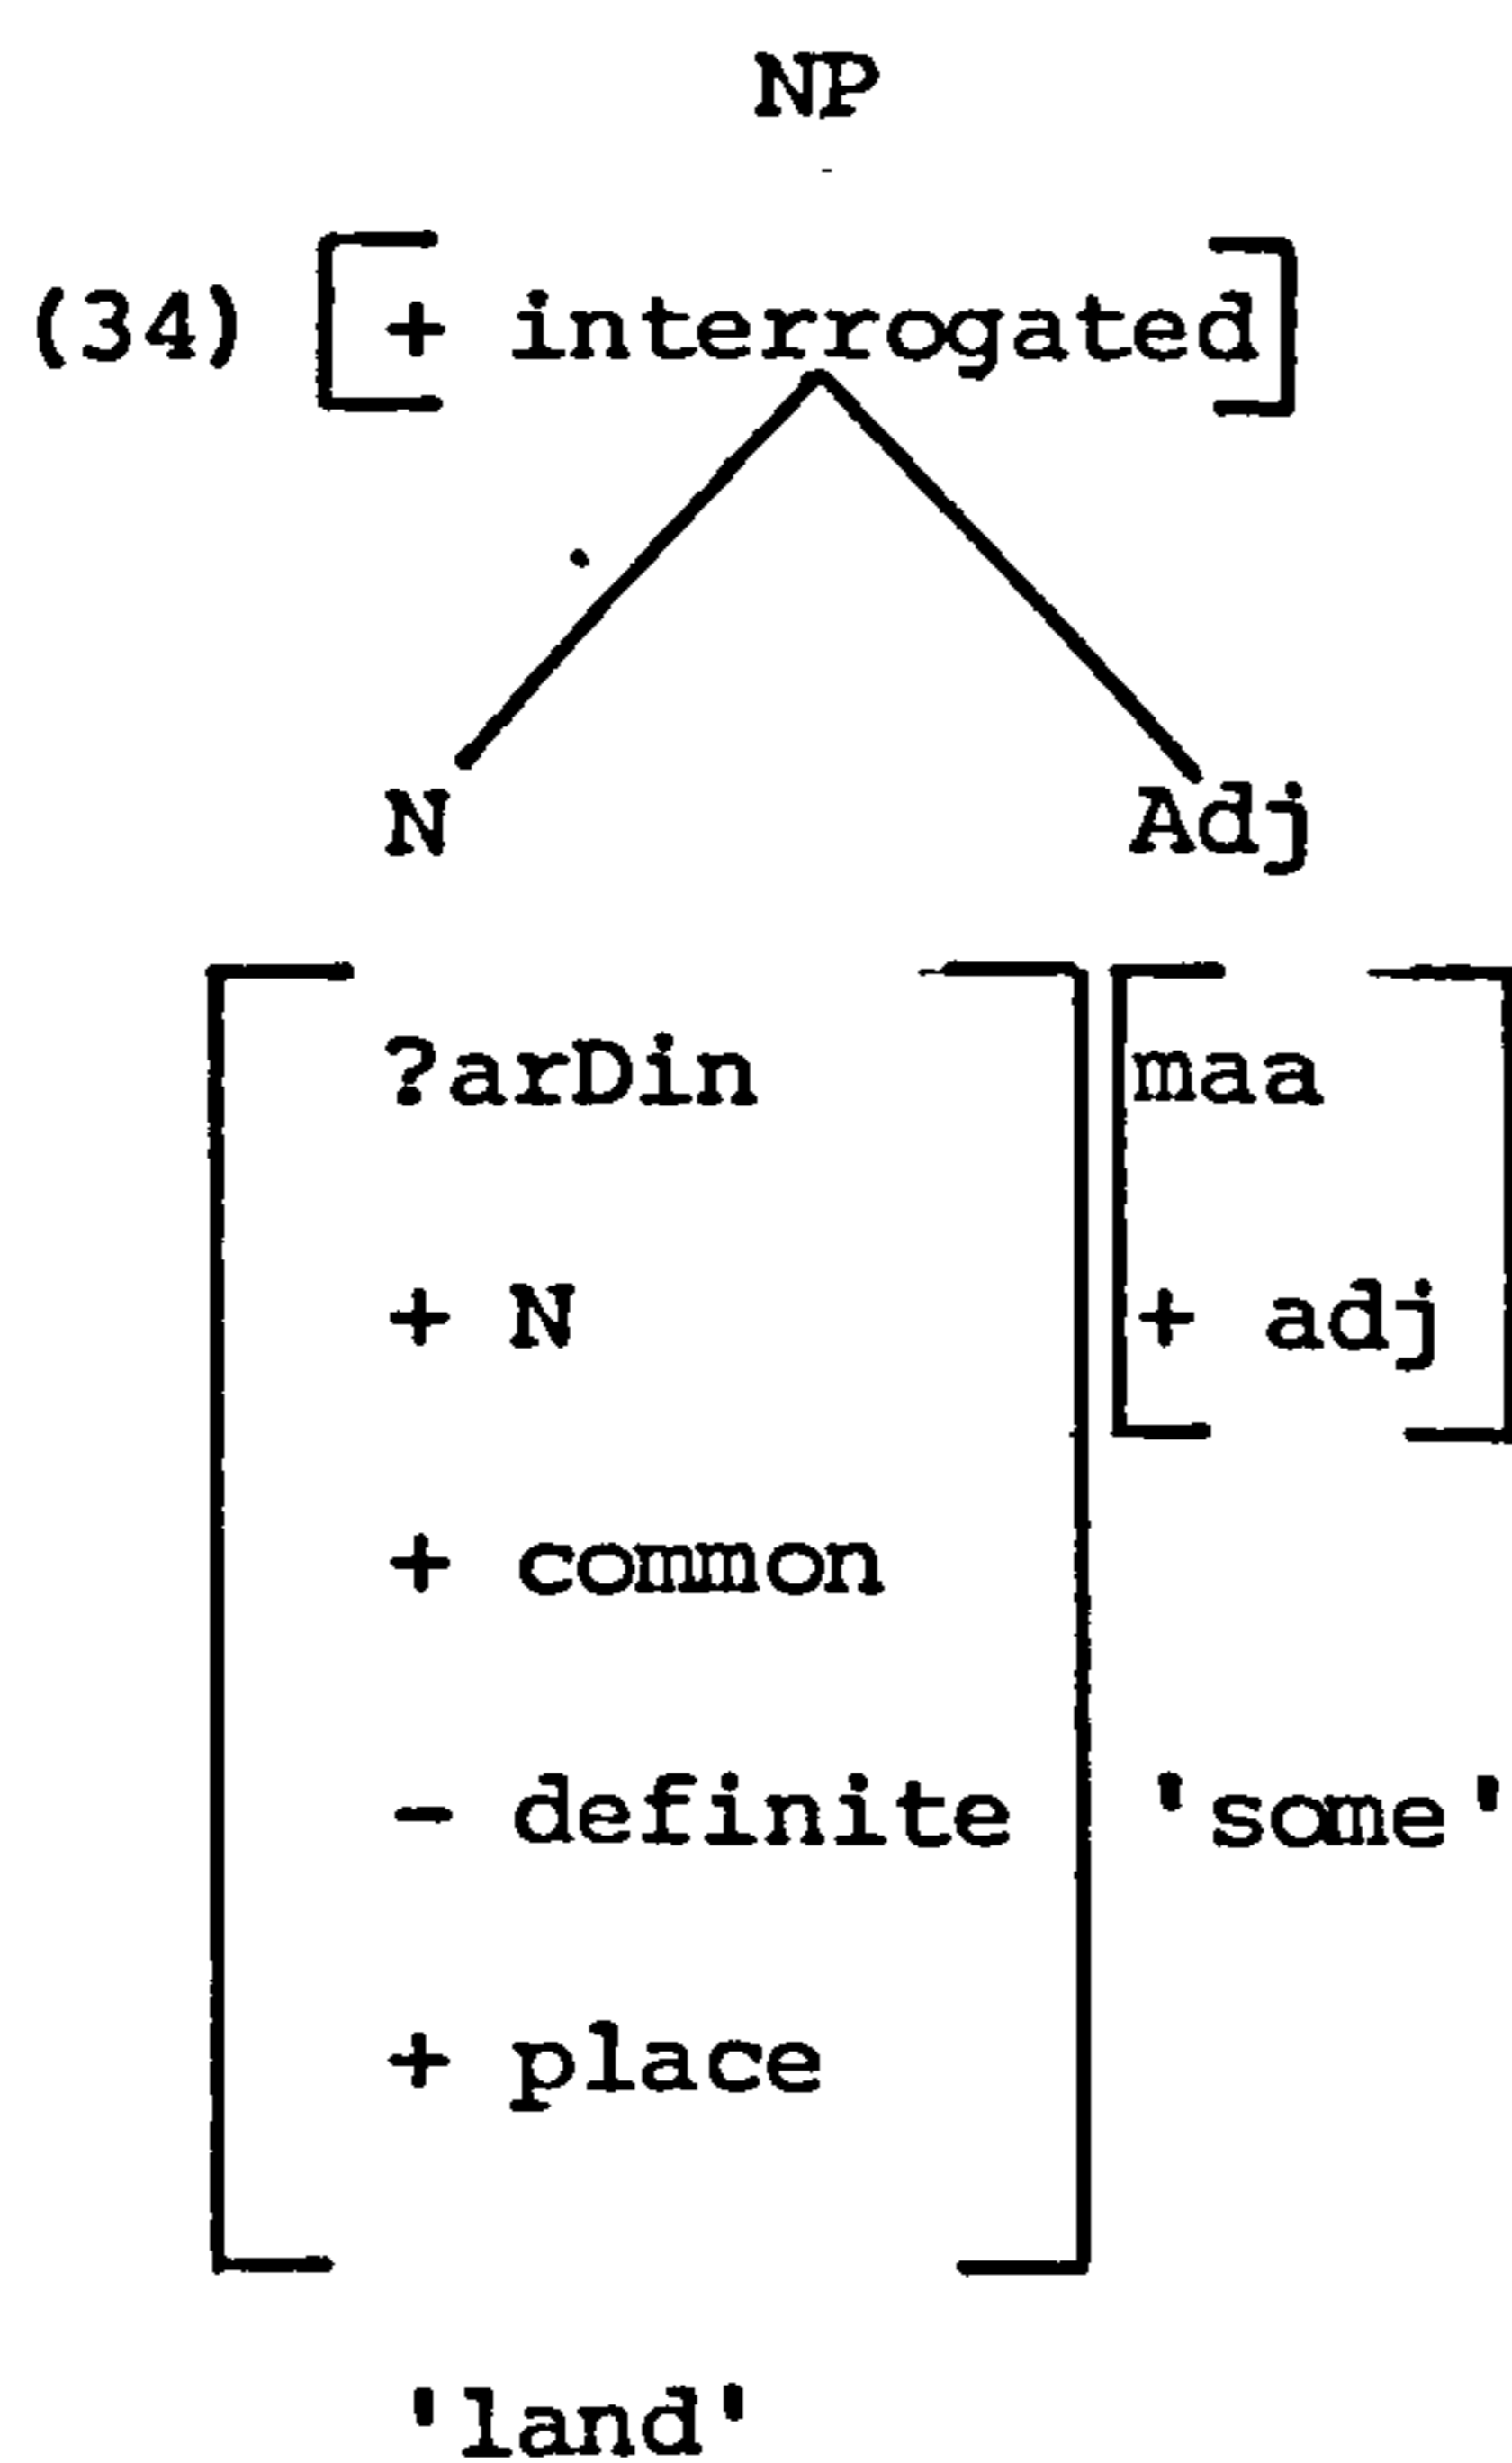 NP
(34) [+ interrogated]
N Adj
?arDin maa
+ N + adj
+ common
- definite 'some'
+ place
'land'